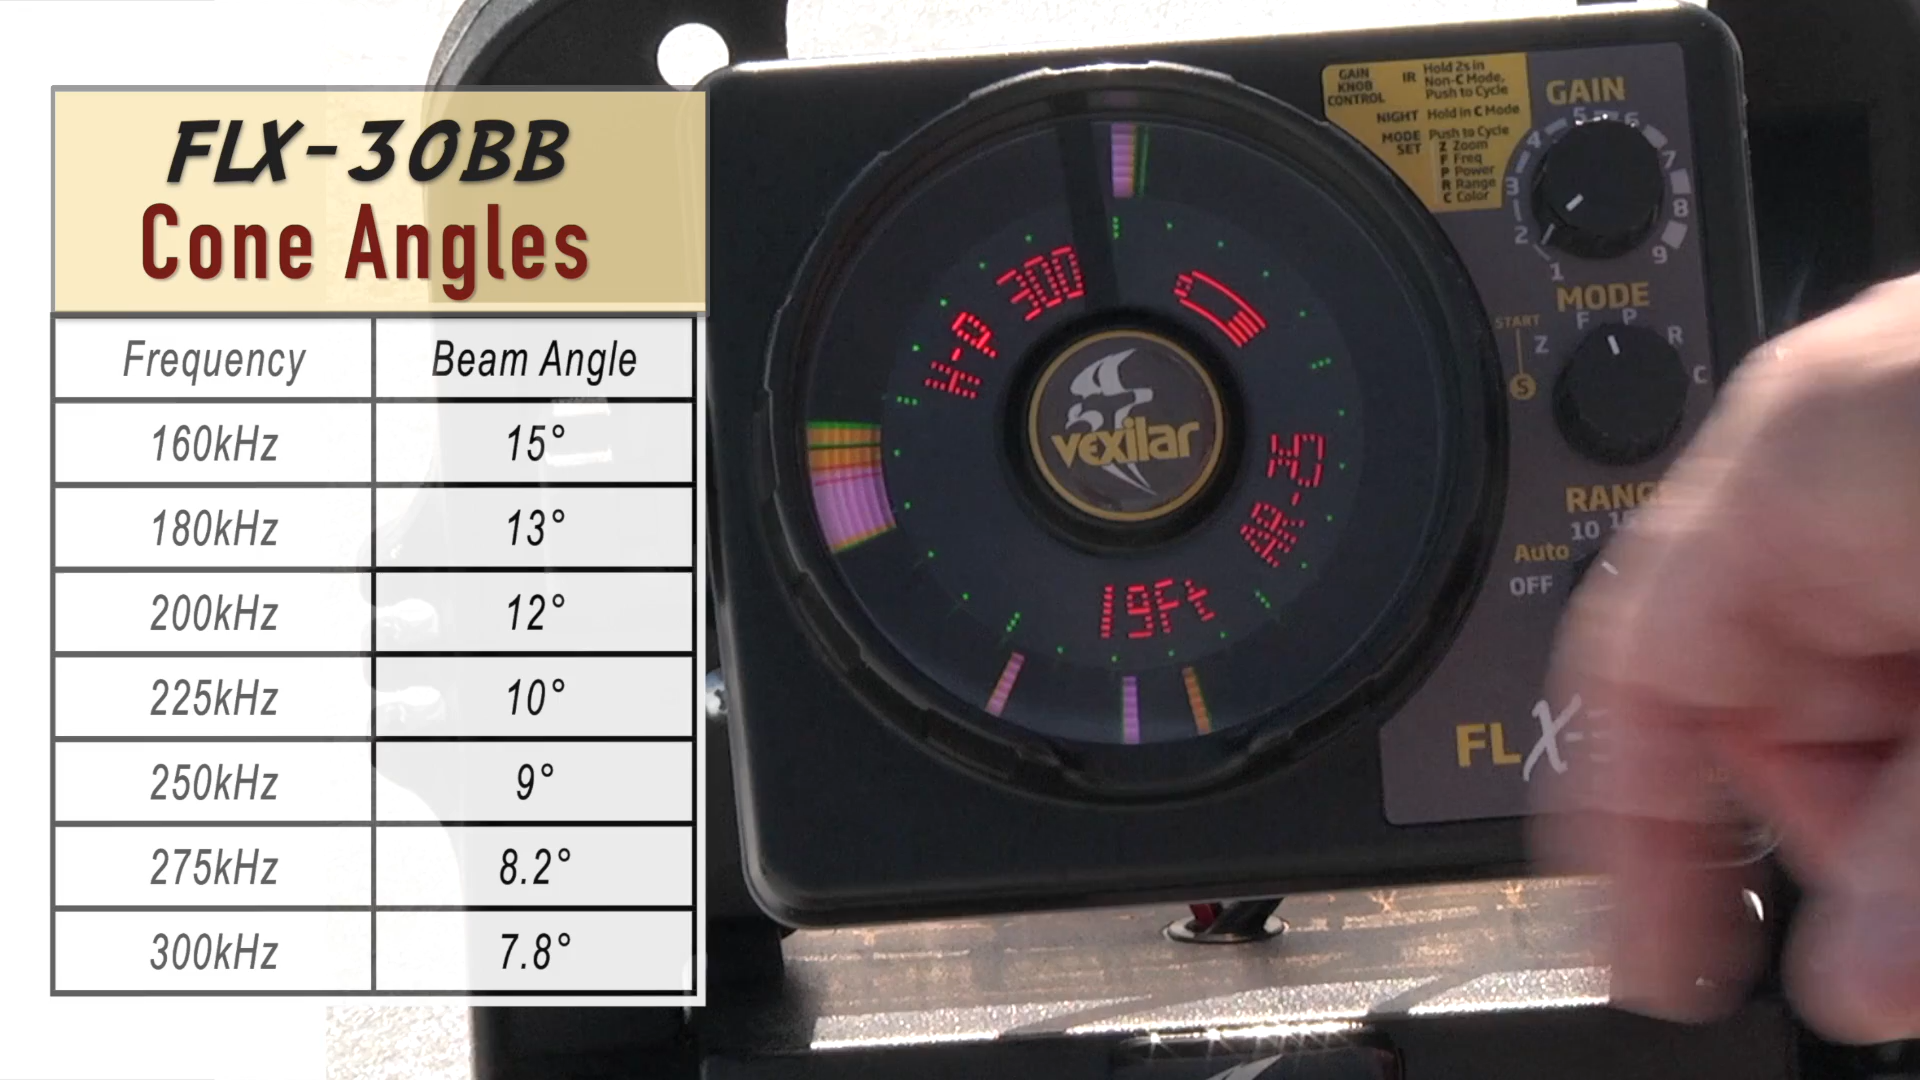 FLX-30BB
Cone Angles
Frequency Beam Angle
160kHz 15°
180kHz 13°
200kHz 12°
225kHz 10°
250kHz 9°
275kHz 8.2°
300kHz 7.8°
300
19Ft
vexilar
GAIN KNOB CONTROL
IR Hold 2s in Non-C Mode, Push to Cycle
NIGHT Hold in C Mode
MODE SET Push to Cycle
Z Zoom
F Freq
P Power
R Range
C Color
GAIN
1 2 3 4 5 6 7 8 9
MODE
START
S Z F P R C
10
Auto
OFF
FLX-